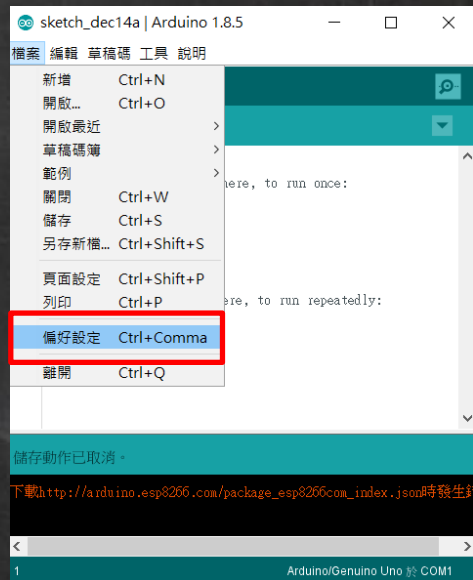 sketch_dec14a | Arduino 1.8.5
檔案 編輯 草稿碼 工具 說明
新增 Ctrl+N
開啟... Ctrl+O
開啟最近
草稿碼簿
範例
關閉 Ctrl+W
儲存 Ctrl+S
另存新檔... Ctrl+Shift+S
頁面設定 Ctrl+Shift+P
列印 Ctrl+P
偏好設定 Ctrl+Comma
離開 Ctrl+Q
here, to run once:
ere, to run repeatedly:
儲存動作已取消。
下載http://arduino.esp8266.com/package_esp8266com_index.json時發生
1 Arduino/Genuino Uno 於 COM1